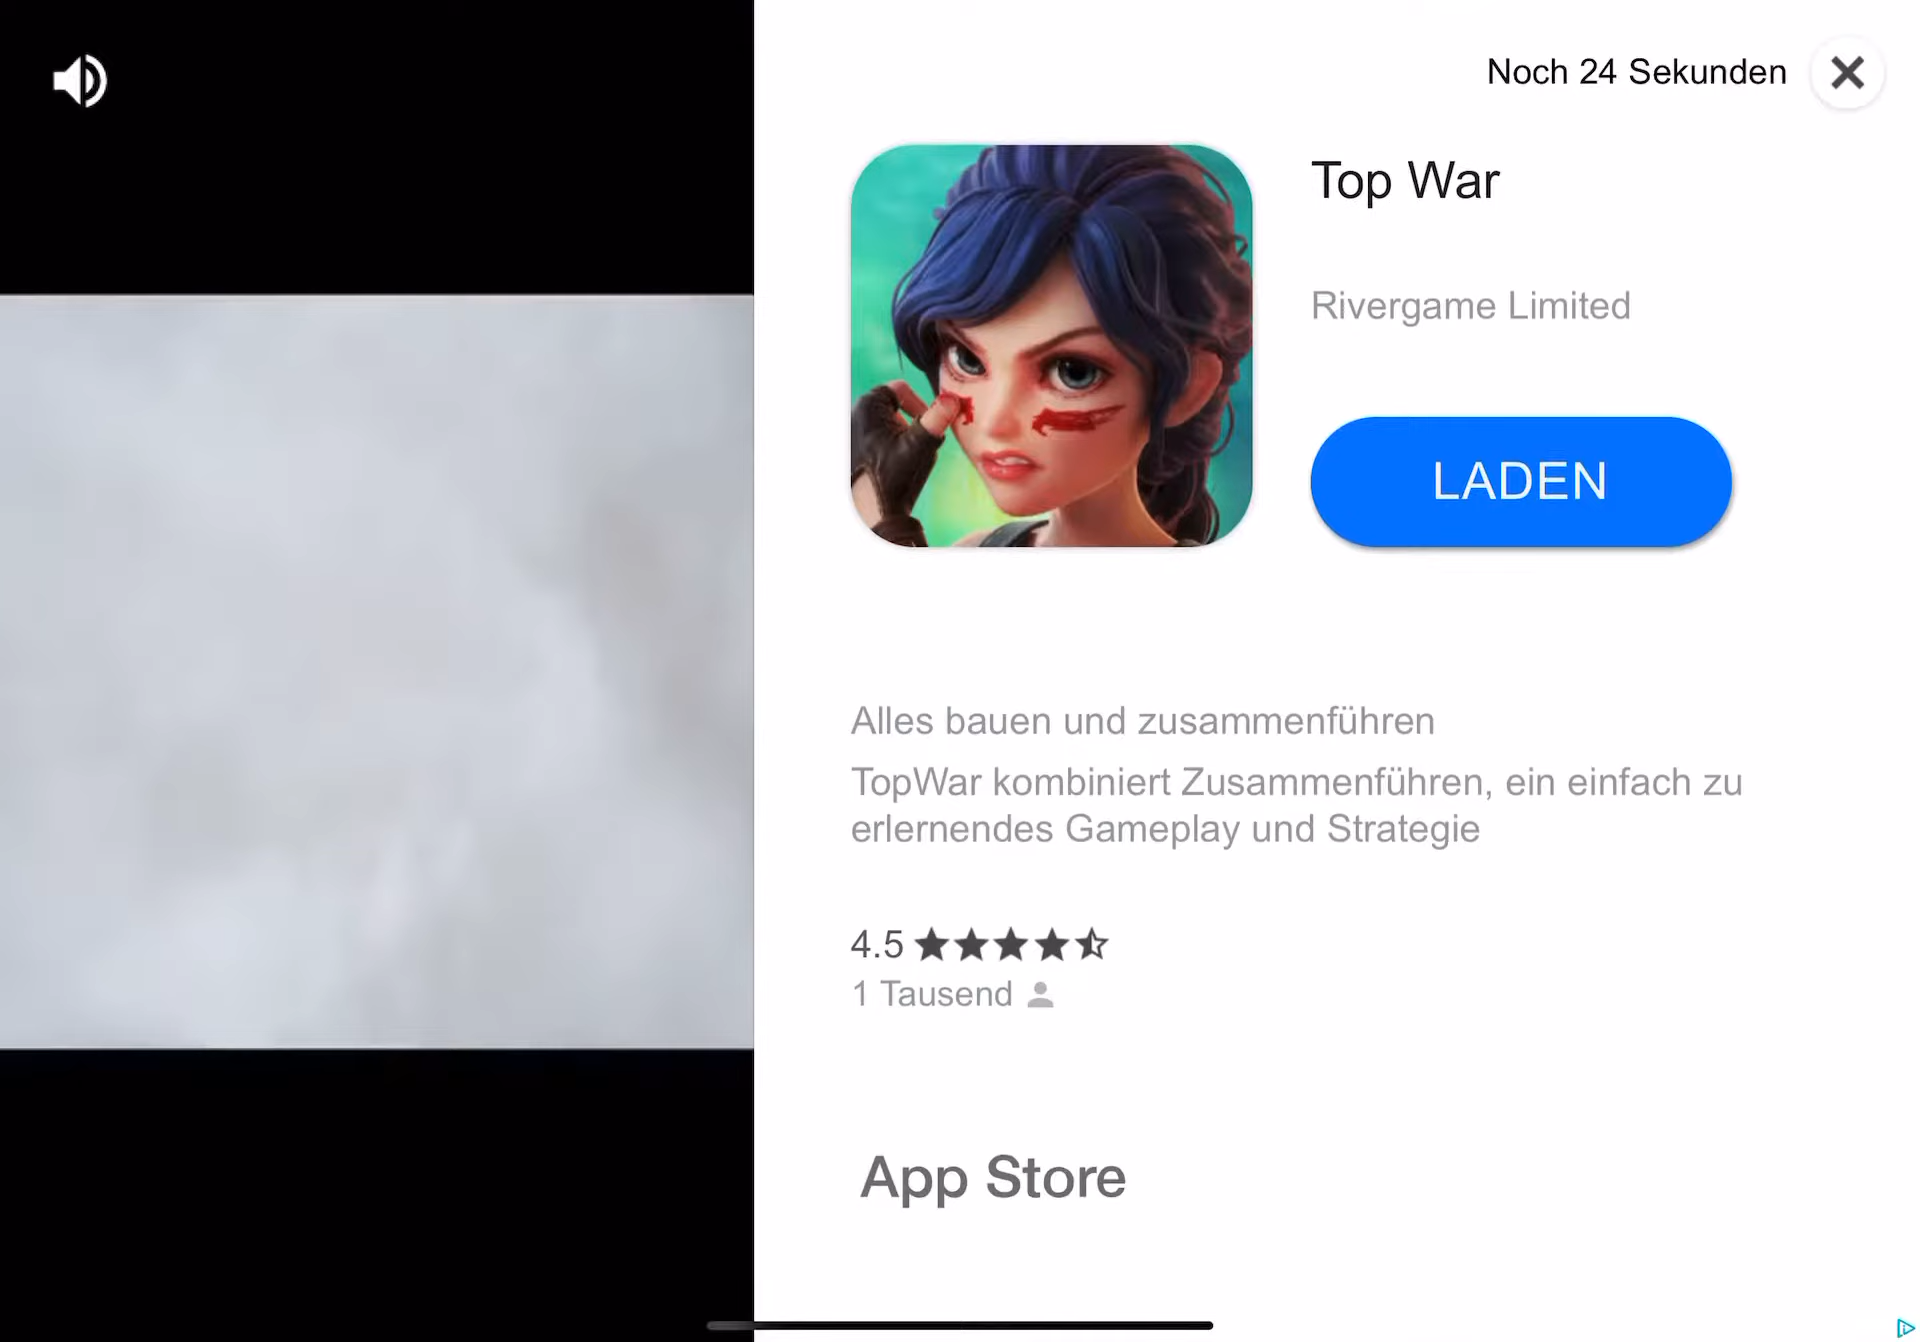 Noch 24 Sekunden
Top War
Rivergame Limited
LADEN
Alles bauen und zusammenführen
TopWar kombiniert Zusammenführen, ein einfach zu
erlernendes Gameplay und Strategie
4.5
1 Tausend
App Store